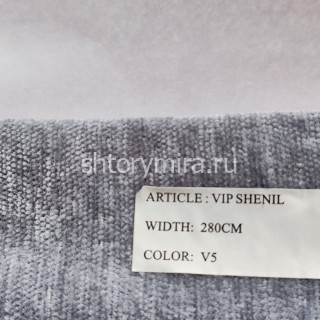 shtorymira.ru
ARTICLE : VIP SHENIL
WIDTH: 280CM
COLOR: V5